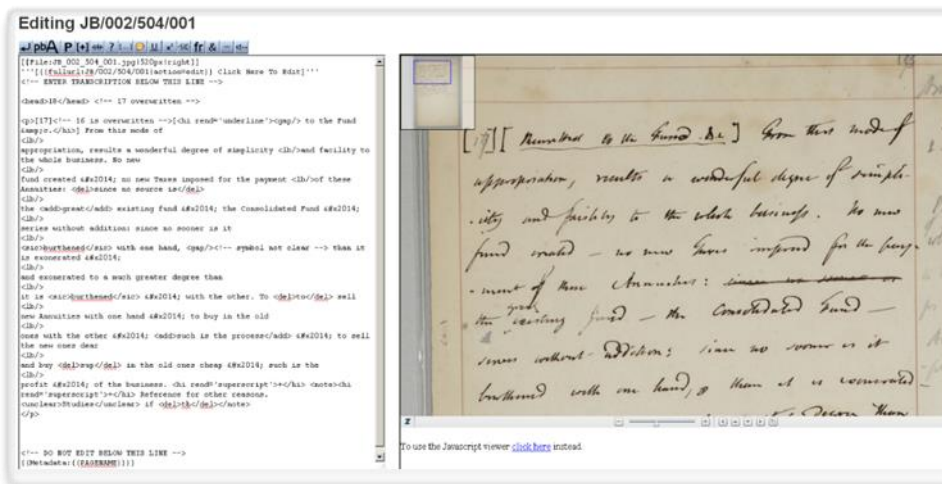 Editing JB/002/504/001
[[File:JB_002_504_001.jpg|520px|right]]
'''[{{fullurl:JB/002/504/001|action=edit}} Click Here To Edit]'''
<!-- ENTER TRANSCRIPTION BELOW THIS LINE -->
<head>18</head> <!-- 17 overwritten -->
<p>[17]<!-- 16 is overwritten -->[<hi rend='underline'><gap/> to the Fund
&amp;c.</hi>] From this mode of
<lb/>
appropriation, results a wonderful degree of simplicity <lb/>and facility to
the whole business. No new
<lb/>
fund created &#x2014; no new Taxes imposed for the payment <lb/>of these
Annuities: <del>since no source is</del>
<lb/>
the <add>great</add> existing fund &#x2014; the Consolidated Fund &#x2014;
series without addition: since no sooner is it
<lb/>
<sic>burthened</sic> with one hand, <gap/><!-- symbol not clear --> than it
is exonerated &#x2014;
<lb/>
and exonerated to a much greater degree than
<lb/>
it is <sic>burthened</sic> &#x2014; with the other. To <del>to</del> sell
<lb/>
new Annuities with one hand &#x2014; to buy in the old
<lb/>
ones with the other &#x2014; <add>such is the process</add> &#x2014; to sell
the new ones dear
<lb/>
and buy <del>sup</del> in the old ones cheap &#x2014; such is the
<lb/>
profit &#x2014; of the business. <hi rend='superscript'>+</hi> <note><hi
rend='superscript'>+</hi> Reference for other reasons.
<unclear>Studies</unclear> if <del>th</del></note>
</p>
<!-- DO NOT EDIT BELOW THIS LINE -->
{{Metadata:{{PAGENAME}}}}
[17] [ to the Fund &c ] From this mode of
appropriation, results a wonderful degree of simpli-
-city and facility to the whole business. No new
fund created — no new Taxes imposed for the pay-
-ment of these Annuities: since no source is
great
the existing fund — the Consolidated Fund —
series without addition: since no sooner is it
burthened with one hand, than it is exonerated
degree than
To use the Javascript viewer click here instead.